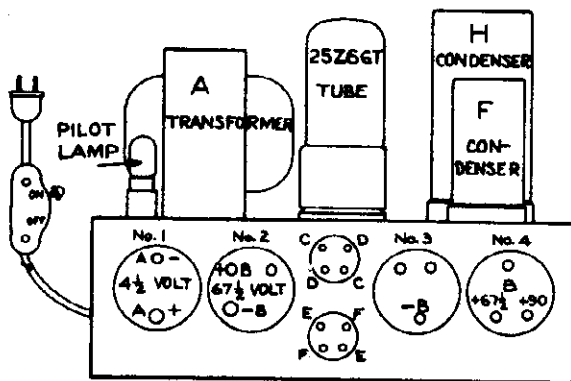 H
CONDENSER
25Z6GT
TUBE
A
TRANSFORMER
F
CON-
DENSER
PILOT
LAMP
ON
OFF
No. 1
No. 2
C D
No. 3
No. 4
A -
4½ VOLT
A +
+B
67½ VOLT
-B
D C
E F
F E
-B
B
+67½ +90